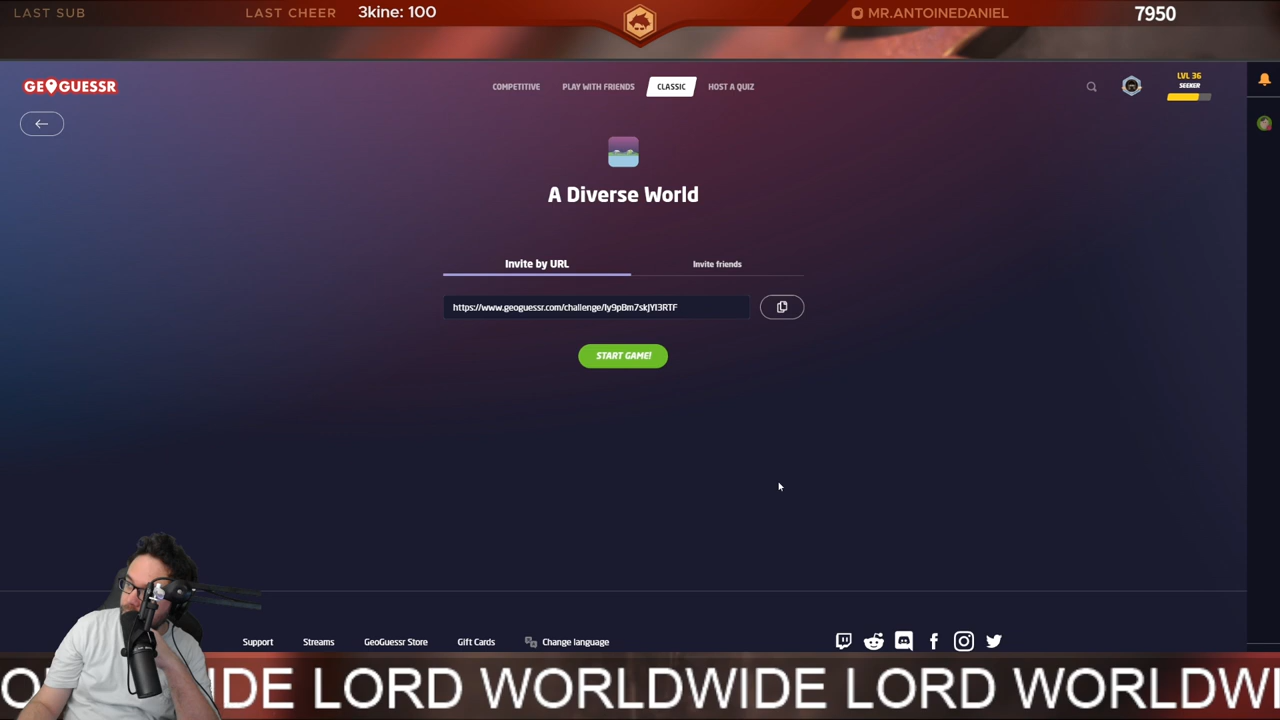 LAST SUB
LAST CHEER 3kine: 100
MR.ANTOINEDANIEL
7950
GEOGUESSR
COMPETITIVE
PLAY WITH FRIENDS
CLASSIC
HOST A QUIZ
LVL 36
SEEKER
A Diverse World
Invite by URL
Invite friends
https://www.geoguessr.com/challenge/Iy9pBm7skJYI3RTF
START GAME!
Support
Streams
GeoGuessr Store
Gift Cards
Change language
IDE LORD WORLDWIDE LORD WORLDWI